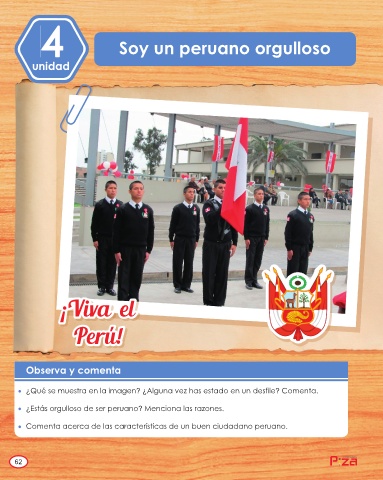 4
unidad
Soy un peruano orgulloso
¡Viva el
Perú!
Observa y comenta
• ¿Qué se muestra en la imagen? ¿Alguna vez has estado en un desfile? Comenta.
• ¿Estás orgulloso de ser peruano? Menciona las razones.
• Comenta acerca de las características de un buen ciudadano peruano.
62